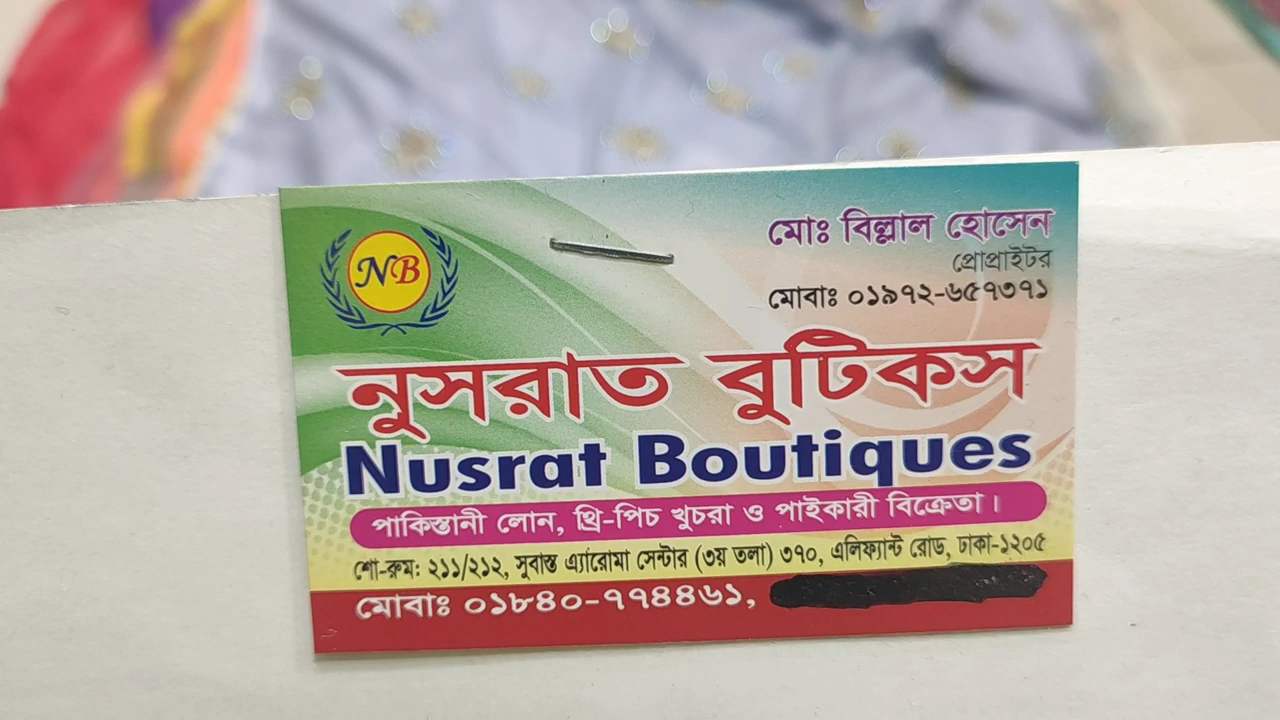 NB
মোঃ বিল্লাল হোসেন
প্রোপ্রাইটর
মোবাঃ ০১৯৭২-৬৫৭৩৭১
নুসরাত বুটিকস
Nusrat Boutiques
পাকিস্তানী লোন, থ্রি-পিচ খুচরা ও পাইকারী বিক্রেতা।
শো-রুম: ২১১/২১২, সুবাস্ত এ্যারোমা সেন্টার (৩য় তলা) ৩৭০, এলিফ্যান্ট রোড, ঢাকা-১২০৫
মোবাঃ ০১৮৪০-৭৭৪৪৬১,